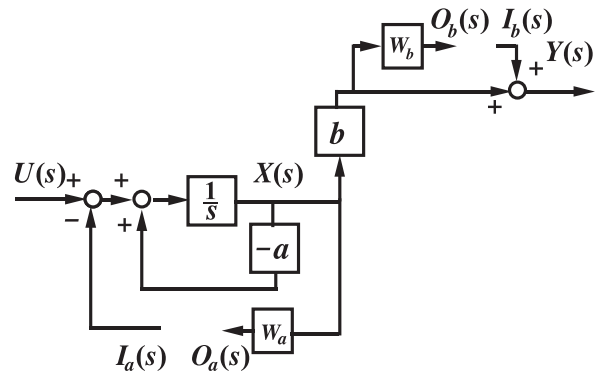 O_b(s) I_b(s)
W_b
+ Y(s)
+
b
U(s) + + 1/s X(s)
− +
−a
W_a
I_a(s) O_a(s)